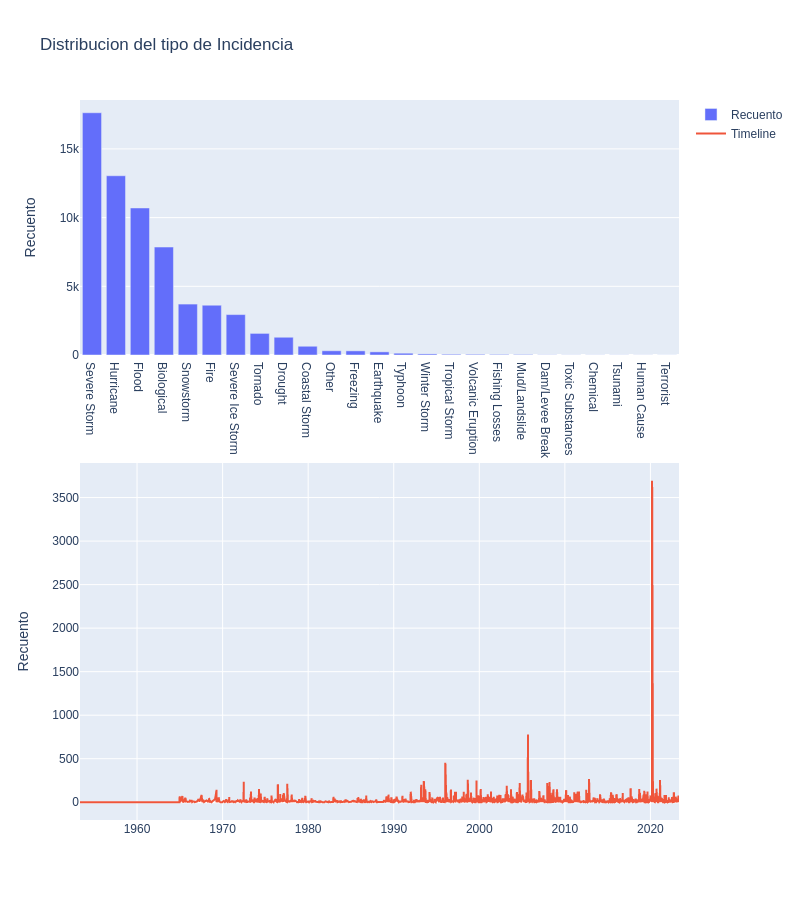 Distribucion del tipo de Incidencia
Recuento
Timeline
Recuento
15k
10k
5k
0
Severe Storm
Hurricane
Flood
Biological
Snowstorm
Fire
Severe Ice Storm
Tornado
Drought
Coastal Storm
Other
Freezing
Earthquake
Typhoon
Winter Storm
Tropical Storm
Volcanic Eruption
Fishing Losses
Mud/Landslide
Dam/Levee Break
Toxic Substances
Chemical
Tsunami
Human Cause
Terrorist
Recuento
3500
3000
2500
2000
1500
1000
500
0
1960
1970
1980
1990
2000
2010
2020